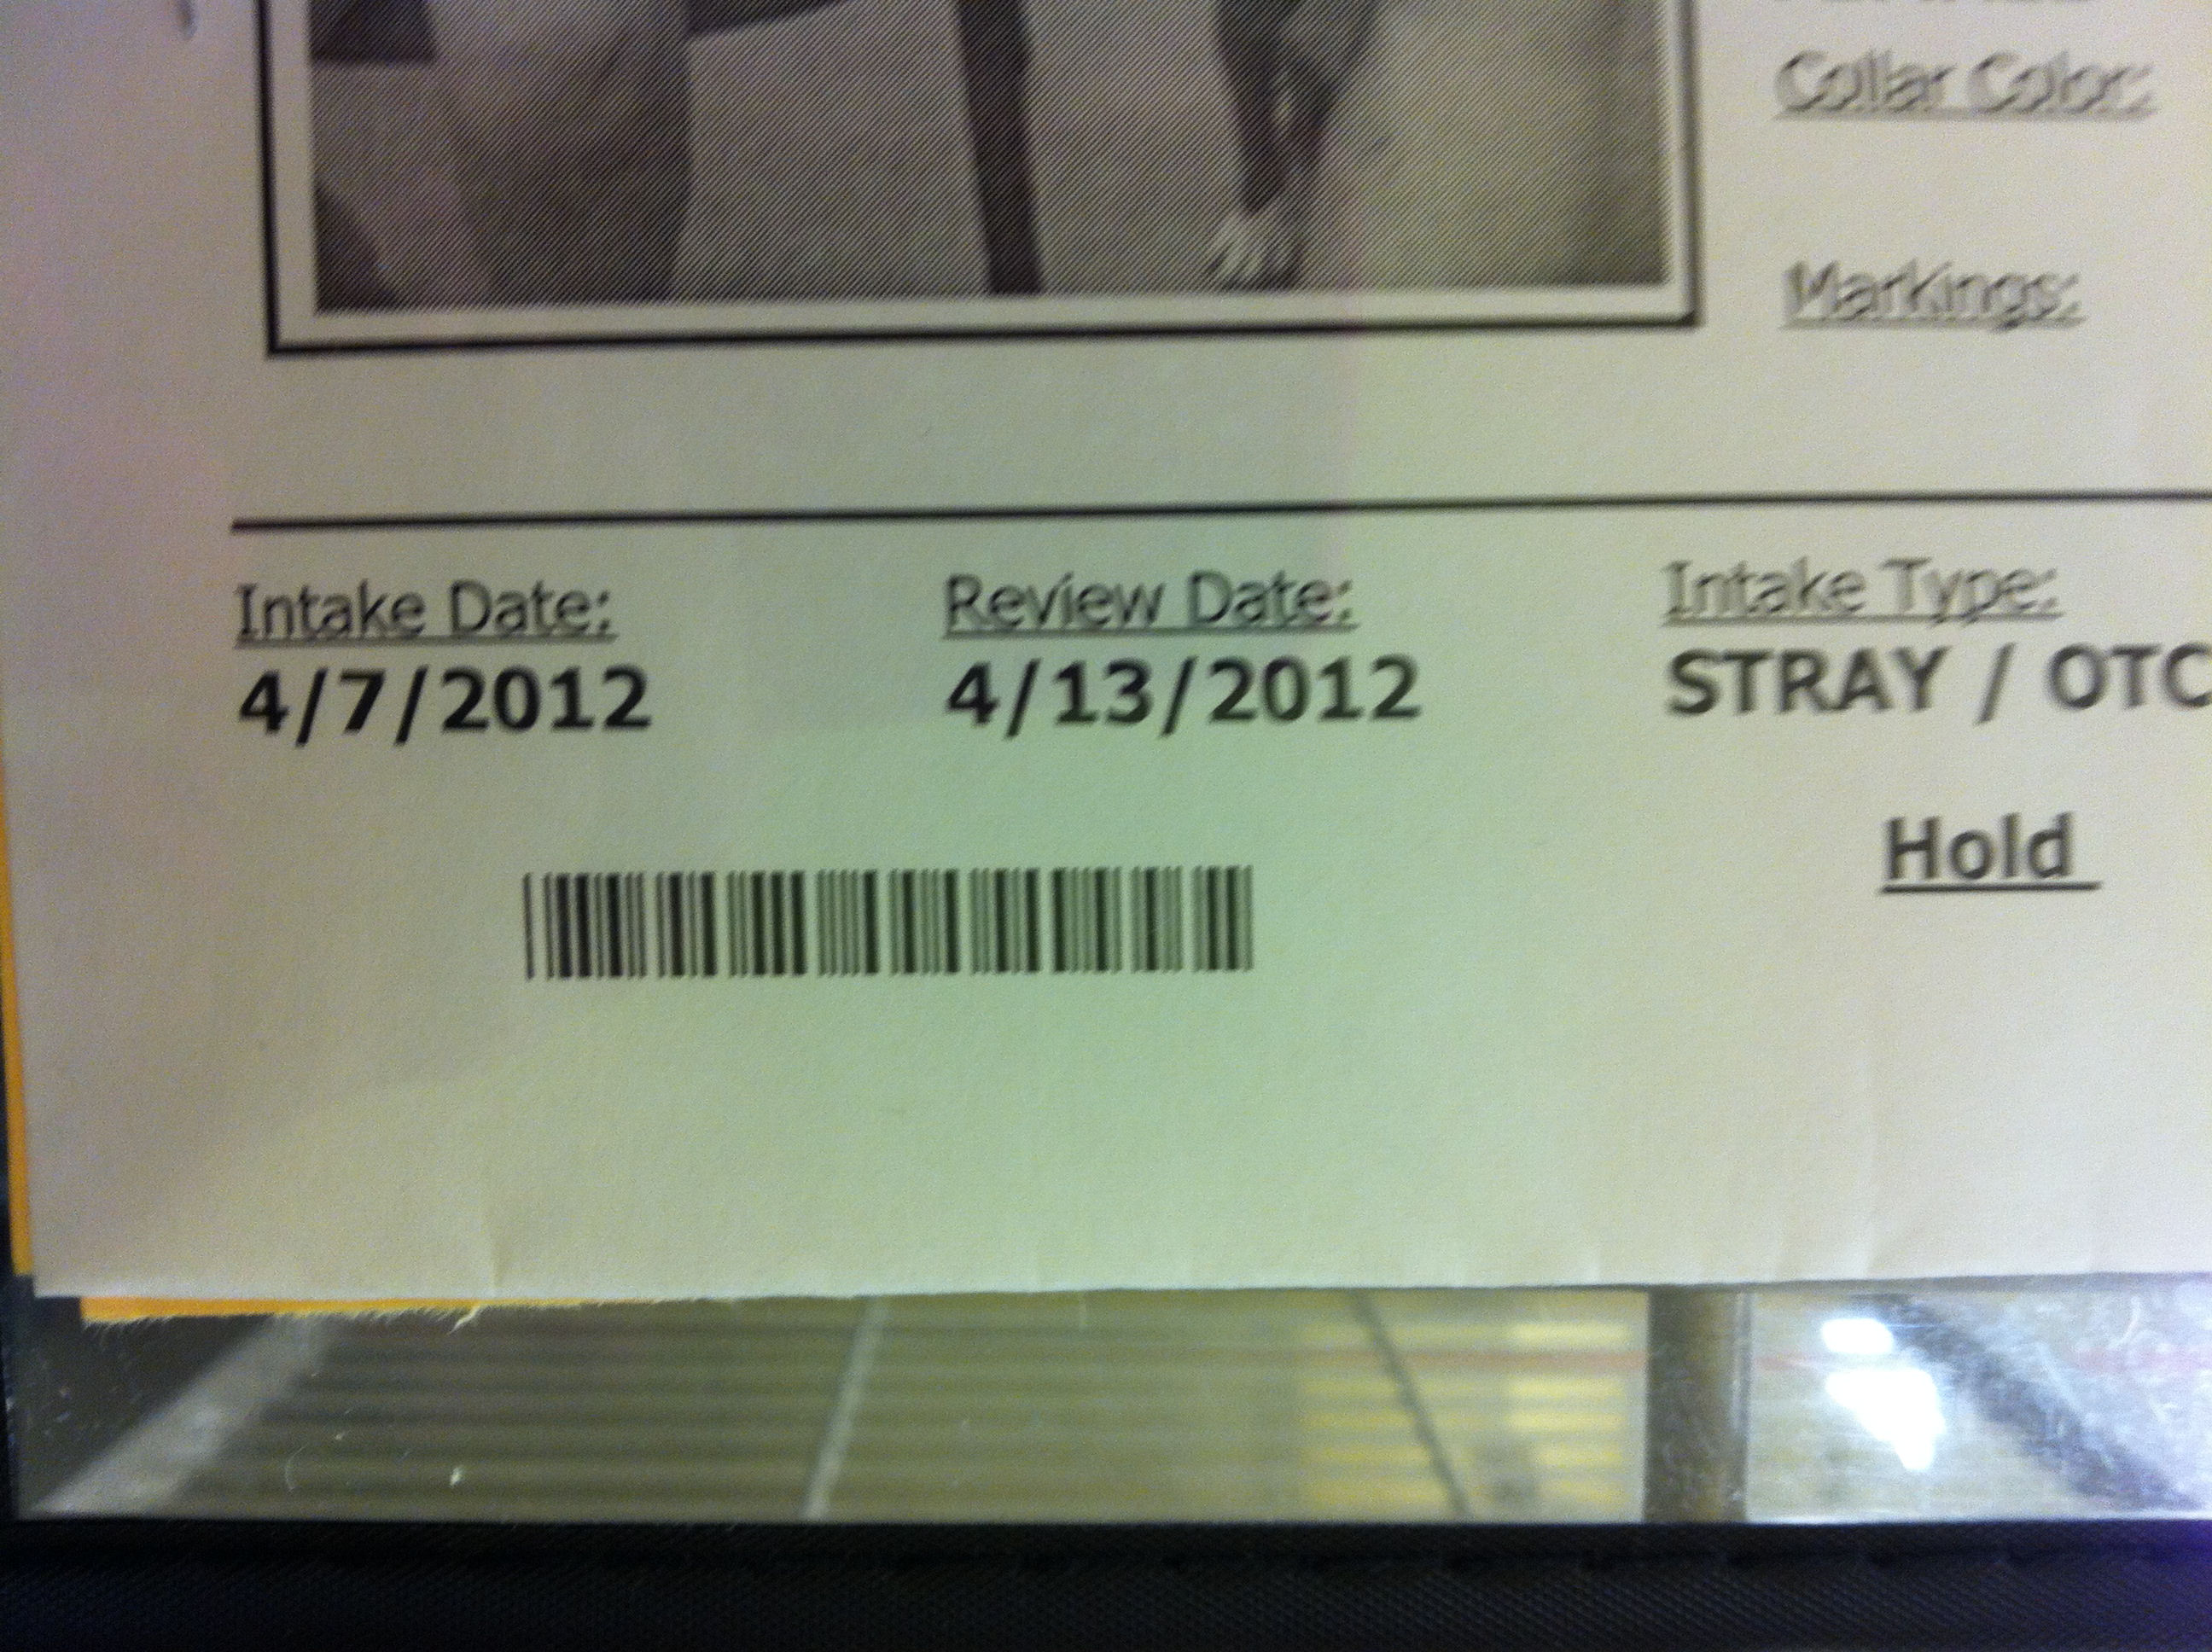 Collar Color:
Markings:
Intake Date: Review Date: Intake Type:
4/7/2012 4/13/2012 STRAY / OTC
Hold